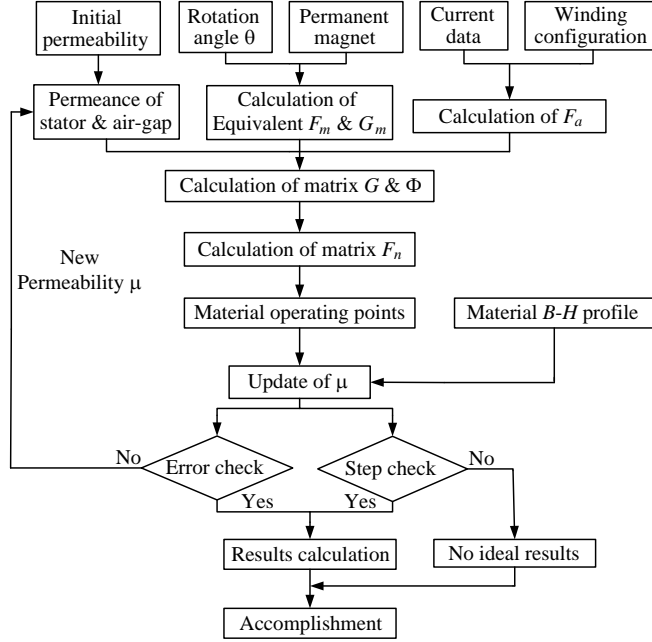 Initial
permeability
Rotation
angle θ
Permanent
magnet
Current
data
Winding
configuration
Permeance of
stator & air-gap
Calculation of
Equivalent Fm & Gm
Calculation of Fa
Calculation of matrix G & Φ
New
Permeability μ
Calculation of matrix Fn
Material operating points
Material B-H profile
Update of μ
No
Error check
Step check
No
Yes
Yes
Results calculation
No ideal results
Accomplishment